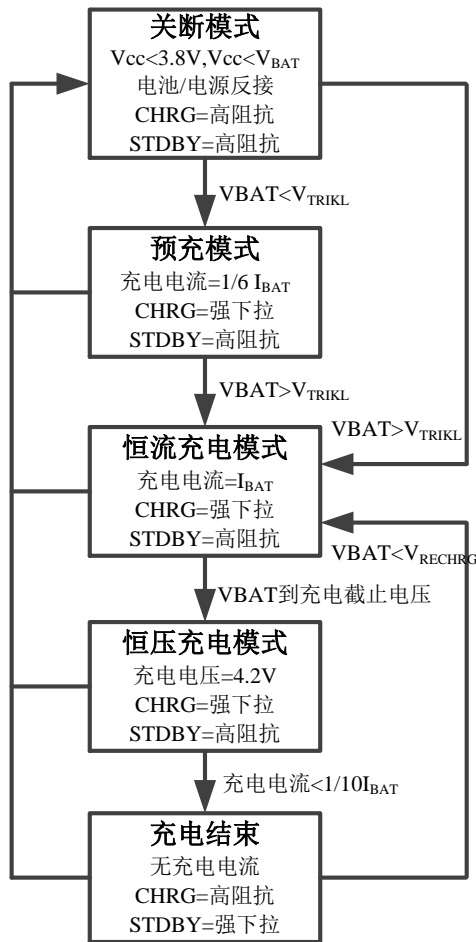 关断模式
Vcc<3.8V,Vcc<VBAT
电池/电源反接
CHRG=高阻抗
STDBY=高阻抗
VBAT<VTRIKL
预充模式
充电电流=1/6 IBAT
CHRG=强下拉
STDBY=高阻抗
VBAT>VTRIKL
VBAT>VTRIKL
恒流充电模式
充电电流=IBAT
CHRG=强下拉
STDBY=高阻抗
VBAT<VRECHRG
VBAT到充电截止电压
恒压充电模式
充电电压=4.2V
CHRG=强下拉
STDBY=高阻抗
充电电流<1/10IBAT
充电结束
无充电电流
CHRG=高阻抗
STDBY=强下拉